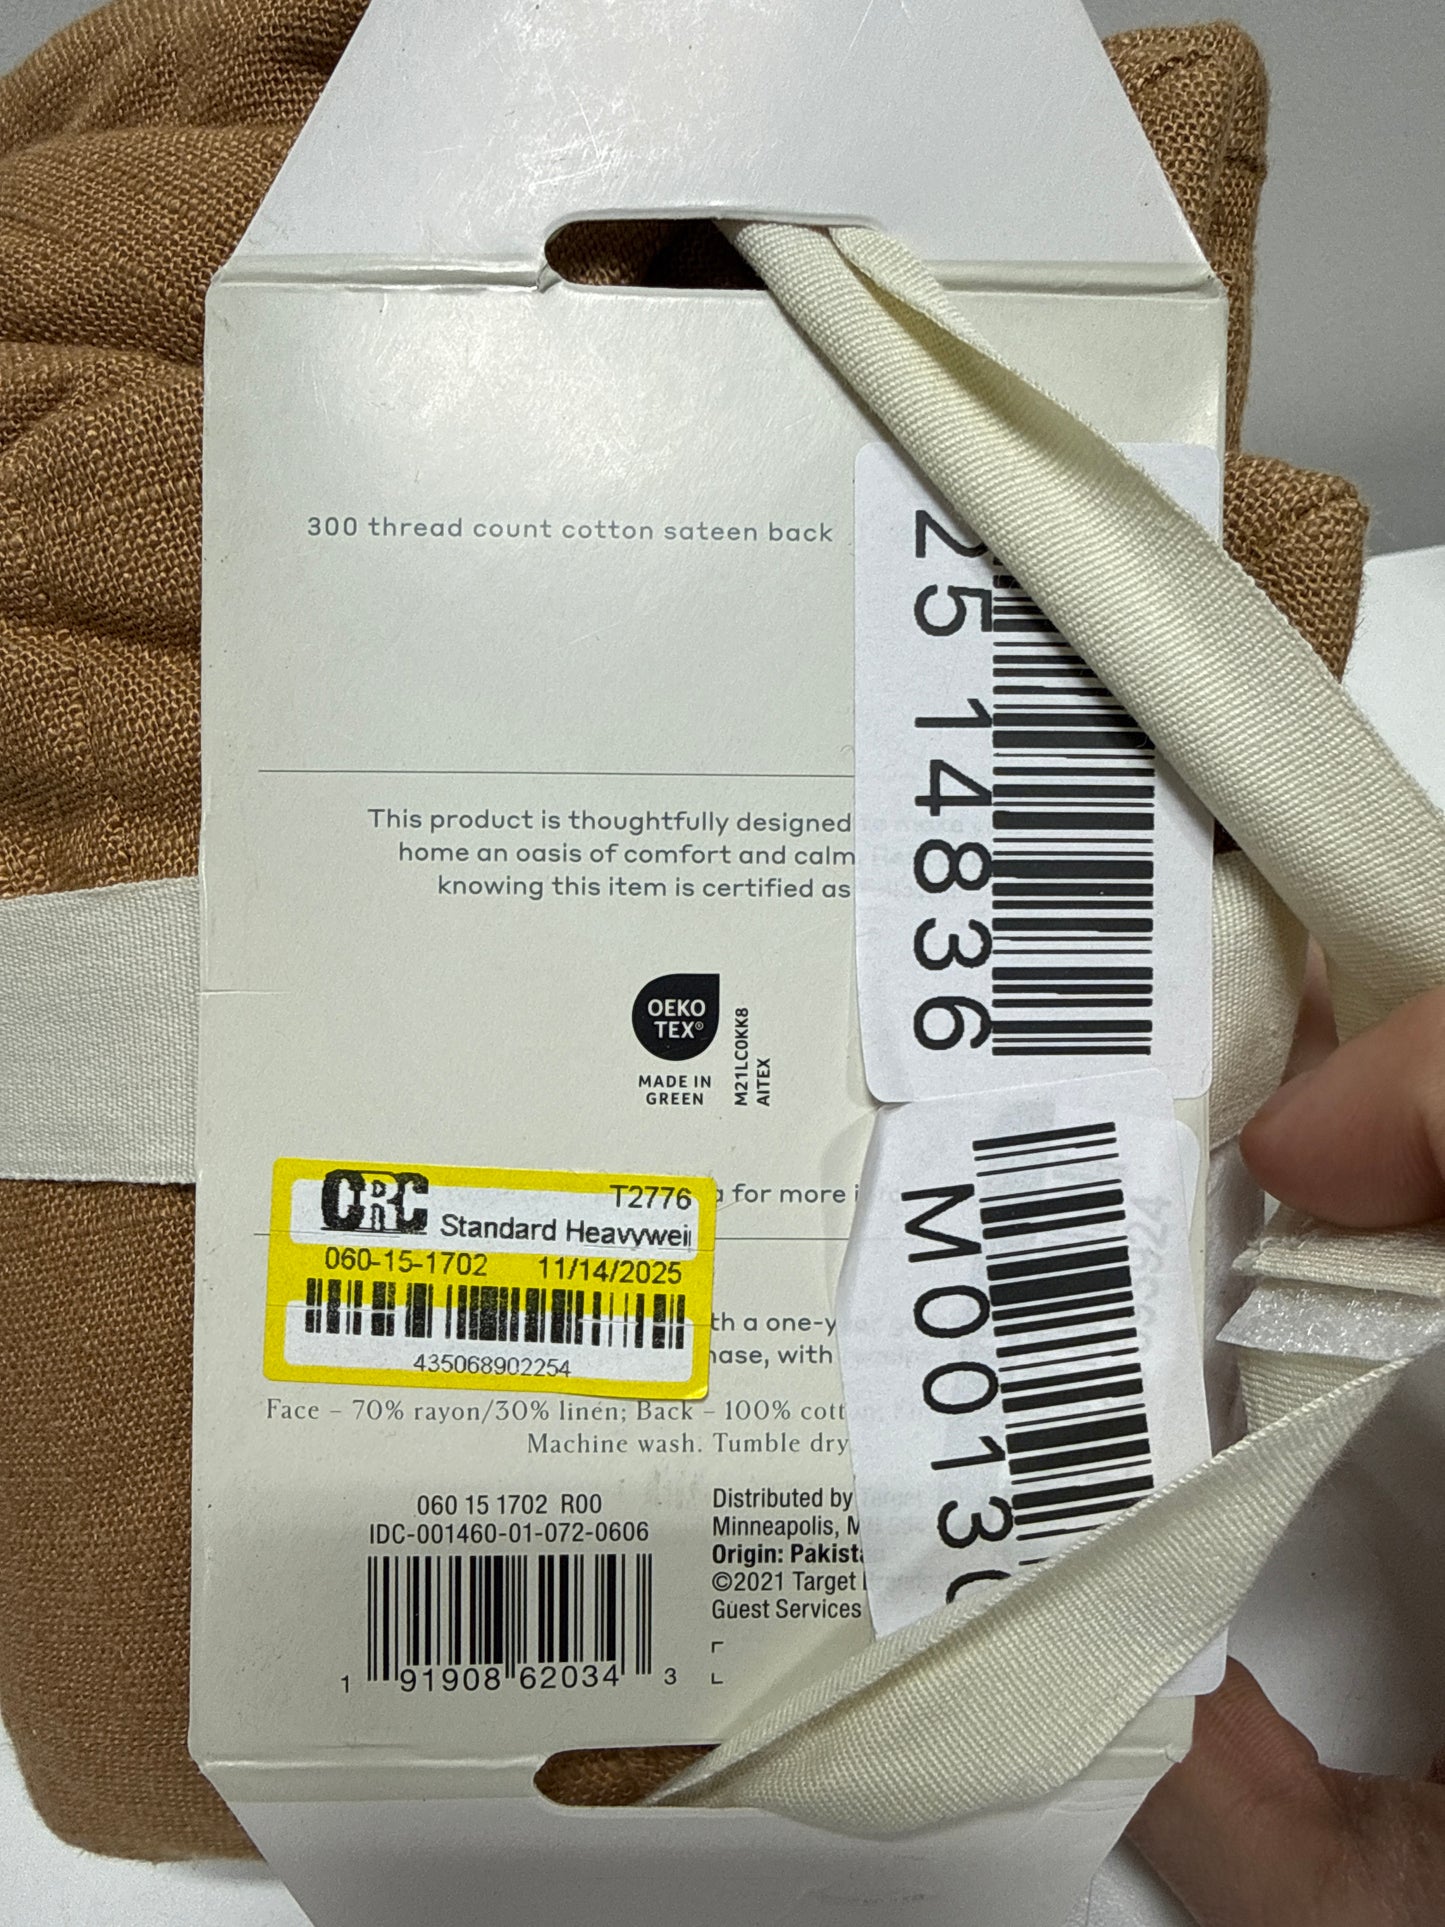 300 thread count cotton sateen back
This product is thoughtfully designed
home an oasis of comfort and calm
knowing this item is certified as
OEKO
TEX®
MADE IN
GREEN
M21LC0KK8
AITEX
2514836
CRC
T2776
Standard Heavywei
060-15-1702 11/14/2025
435068902254
for more
th a one-y
with
Face – 70% rayon/30% linen; Back – 100% cott
Machine wash. Tumble dry
060 15 1702 R00
IDC-001460-01-072-0606
1 91908 62034 3
Distributed by
Minneapolis, M
Origin: Pakist
©2021 Target
Guest Services
M0013